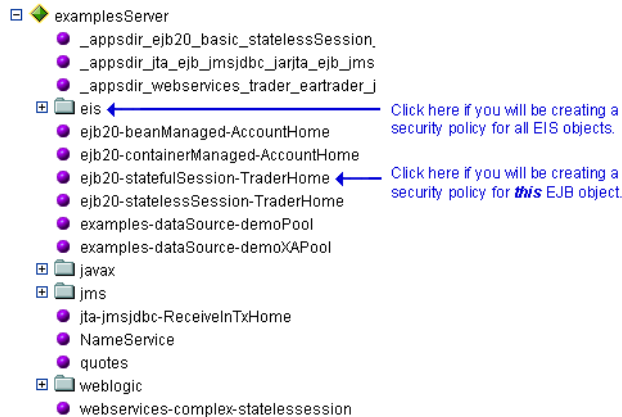 examplesServer
_appsdir_ejb20_basic_statelessSession_
_appsdir_jta_ejb_jmsjdbc_jarjta_ejb_jms
_appsdir_webservices_trader_eartrader_j
eis
Click here if you will be creating a
security policy for all EIS objects.
ejb20-beanManaged-AccountHome
ejb20-containerManaged-AccountHome
ejb20-statefulSession-TraderHome
Click here if you will be creating a
security policy for this EJB object.
ejb20-statelessSession-TraderHome
examples-dataSource-demoPool
examples-dataSource-demoXAPool
javax
jms
jta-jmsjdbc-ReceiveInTxHome
NameService
quotes
weblogic
webservices-complex-statelessession